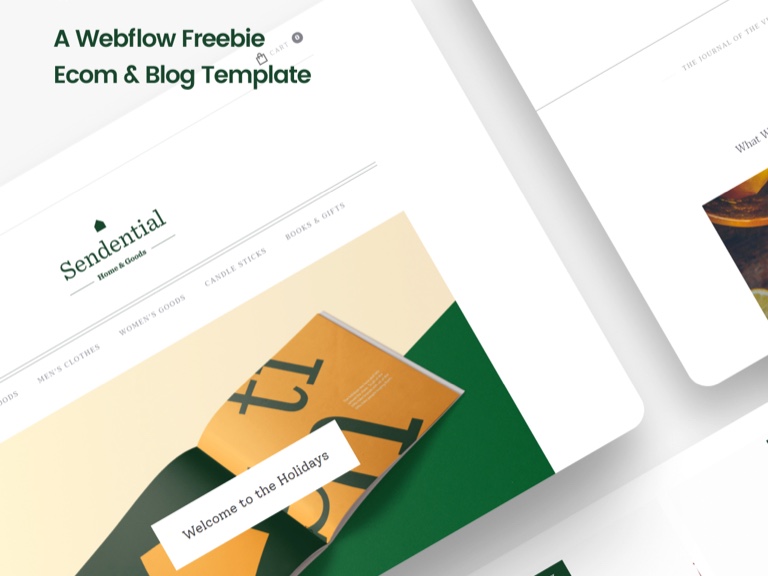 A Webflow Freebie
Ecom & Blog Template
CART 0
THE JOURNAL OF THE
What
Sendential
Home & Goods
MEN'S CLOTHES
WOMEN'S GOODS
CANDLE STICKS
BOOKS & GIFTS
Welcome to the Holidays